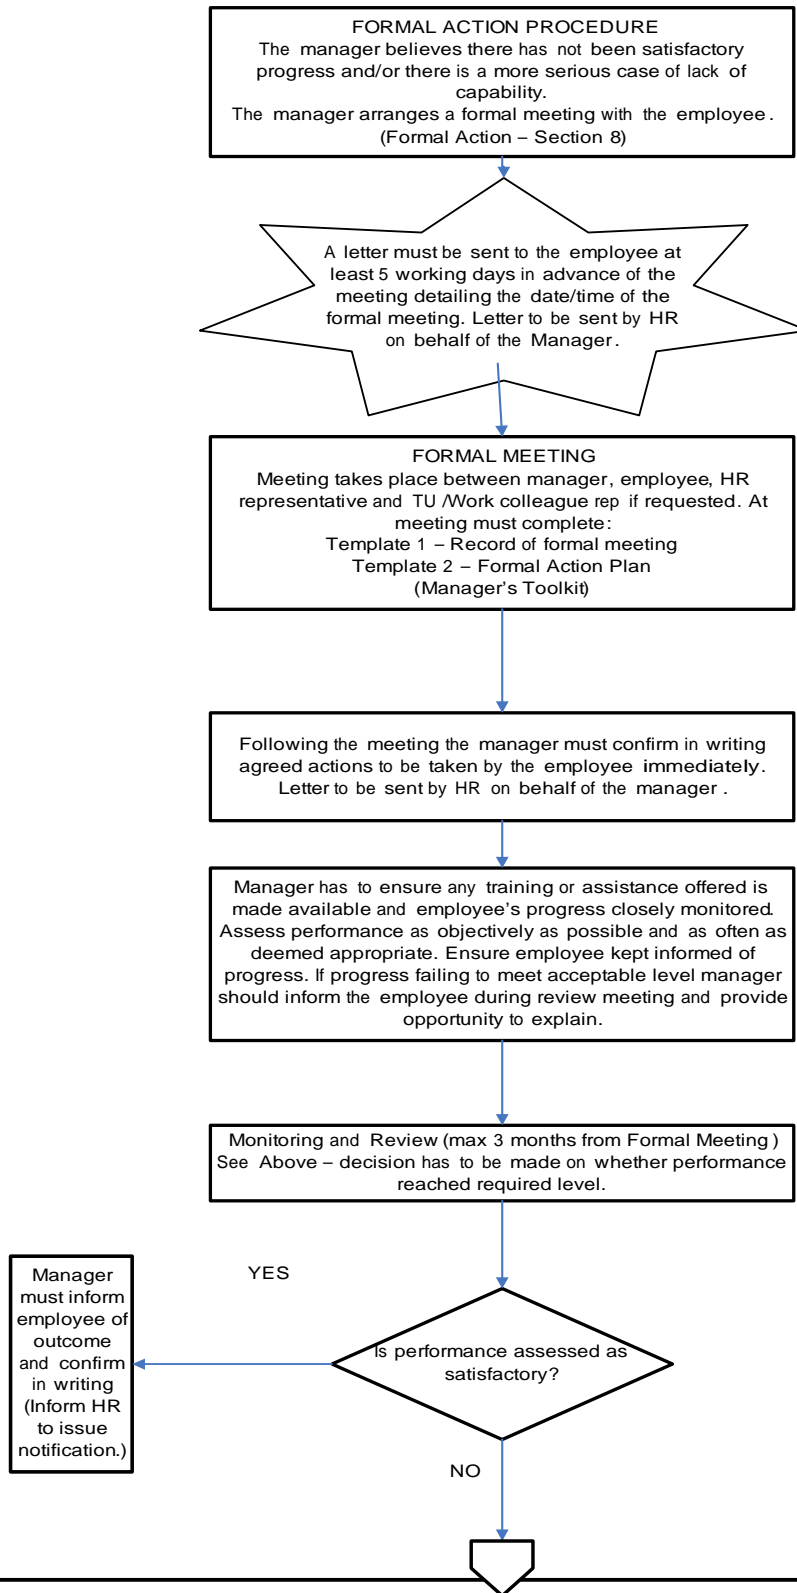 FORMAL ACTION PROCEDURE
The manager believes there has not been satisfactory
progress and/or there is a more serious case of lack of
capability.
The manager arranges a formal meeting with the employee.
(Formal Action – Section 8)
A letter must be sent to the employee at
least 5 working days in advance of the
meeting detailing the date/time of the
formal meeting. Letter to be sent by HR
on behalf of the Manager.
FORMAL MEETING
Meeting takes place between manager, employee, HR
representative and TU /Work colleague rep if requested. At
meeting must complete:
Template 1 – Record of formal meeting
Template 2 – Formal Action Plan
(Manager's Toolkit)
Following the meeting the manager must confirm in writing
agreed actions to be taken by the employee immediately.
Letter to be sent by HR on behalf of the manager .
Manager has to ensure any training or assistance offered is
made available and employee's progress closely monitored.
Assess performance as objectively as possible and as often as
deemed appropriate. Ensure employee kept informed of
progress. If progress failing to meet acceptable level manager
should inform the employee during review meeting and provide
opportunity to explain.
Monitoring and Review (max 3 months from Formal Meeting )
See Above – decision has to be made on whether performance
reached required level.
YES
Manager
must inform
employee of
outcome
and confirm
in writing
(Inform HR
to issue
notification.)
Is performance assessed as
satisfactory?
NO